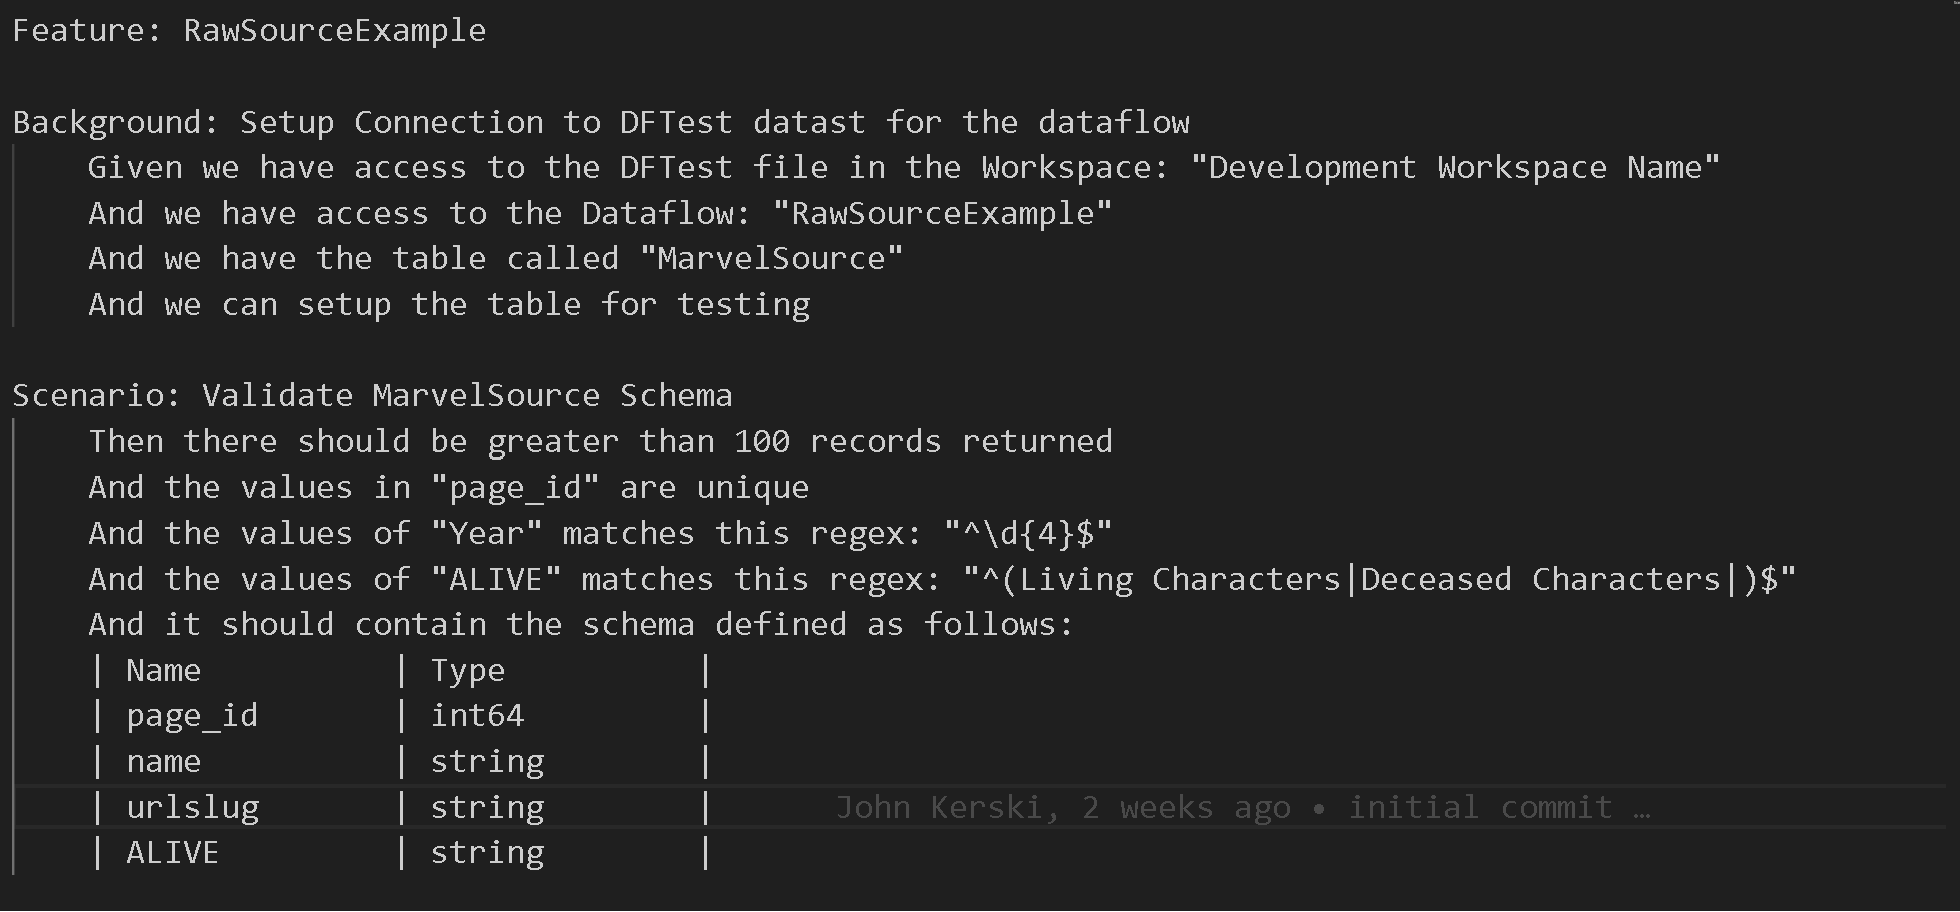 Feature: RawSourceExample
Background: Setup Connection to DFTest datast for the dataflow
Given we have access to the DFTest file in the Workspace: "Development Workspace Name"
And we have access to the Dataflow: "RawSourceExample"
And we have the table called "MarvelSource"
And we can setup the table for testing
Scenario: Validate MarvelSource Schema
Then there should be greater than 100 records returned
And the values in "page_id" are unique
And the values of "Year" matches this regex: "^\d{4}$"
And the values of "ALIVE" matches this regex: "^(Living Characters|Deceased Characters|)$"
And it should contain the schema defined as follows:
| Name | Type |
| page_id | int64 |
| name | string |
| urlslug | string | John Kerski, 2 weeks ago • initial commit …
| ALIVE | string |